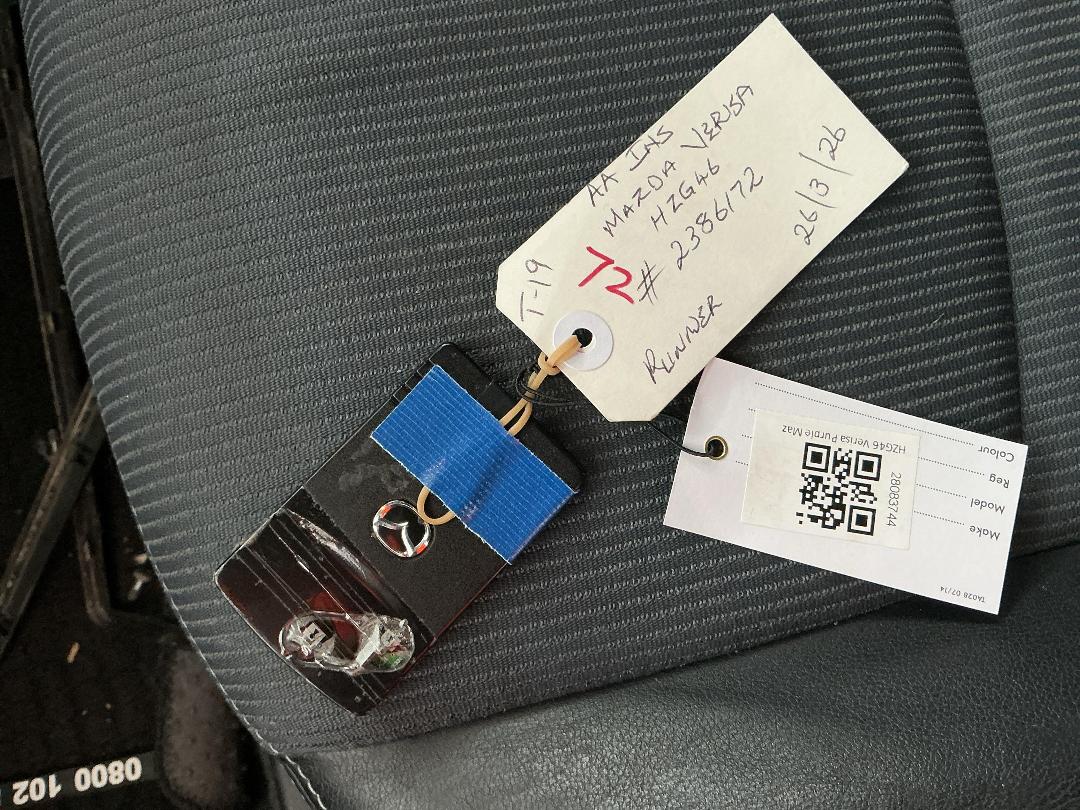 AA INS
MAZDA VERISA
HZG46
# 2386172
26/3/26
T-19
72
RUNNER
HZG46 Verisa Purple Maz
28083744
Colour
Reg
Model
Make
TA028 07/14
0800 102